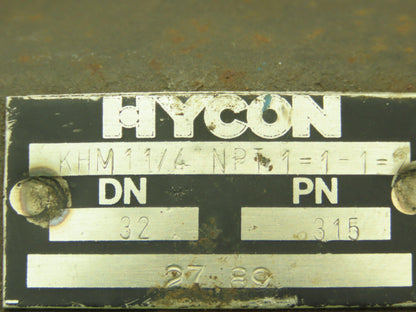 HYCON
KHM 1 1/4 NPT 1=1-1=
DN PN
32 315
27.89